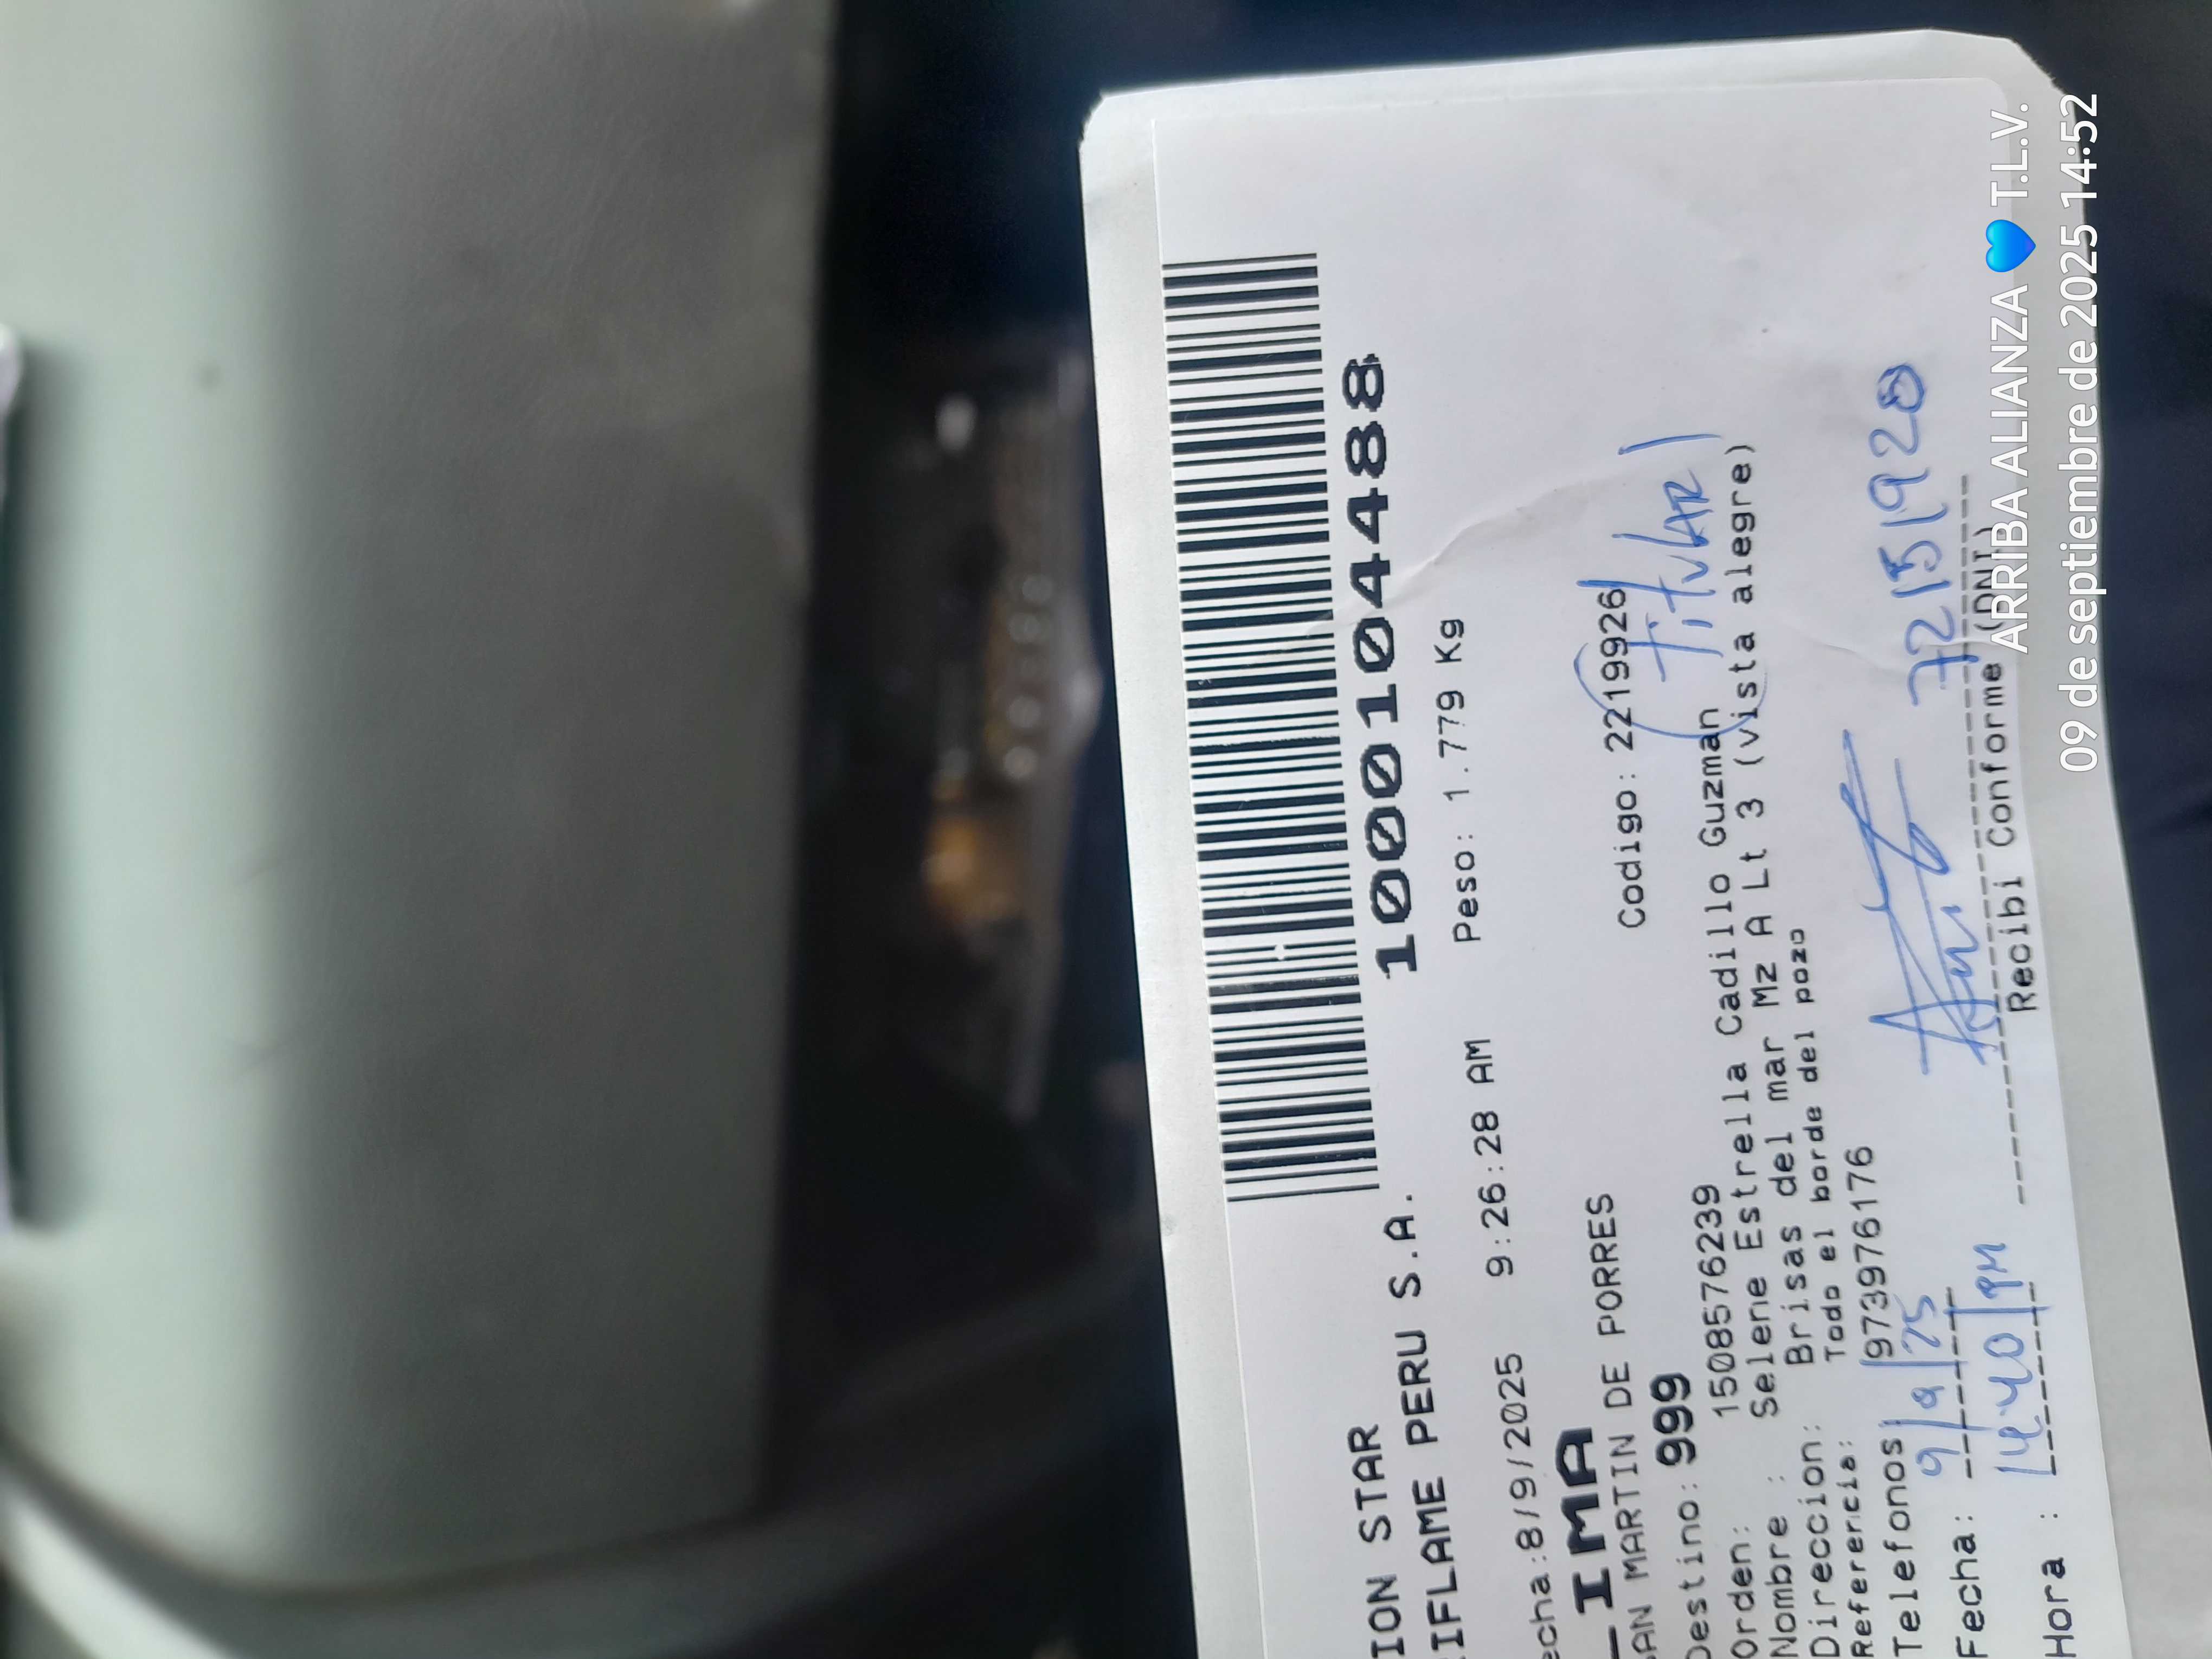 ION STAR
IFLAME PERU S.A.
1000104488
echa:8/9/2025 9:26:28 AM Peso: 1.779 Kg
IMA
AN MARTIN DE PORRES
Destino: 999 Codigo: 2219926
Orden: 1508576239
Titular
Nombre : Selene Estrella Cadillo Guzman
Direccion: Brisas del mar Mz A Lt 3 (vista alegre)
Referencia: Todo el borde del pozo
Telefonos: 973976176
Fecha: 9/9/25
72151920
Hora : 14:40 PM
Recibi Conforme (DNI)
ARRIBA ALIANZA 💙 T.L.V.
09 de septiembre de 2025 14:52